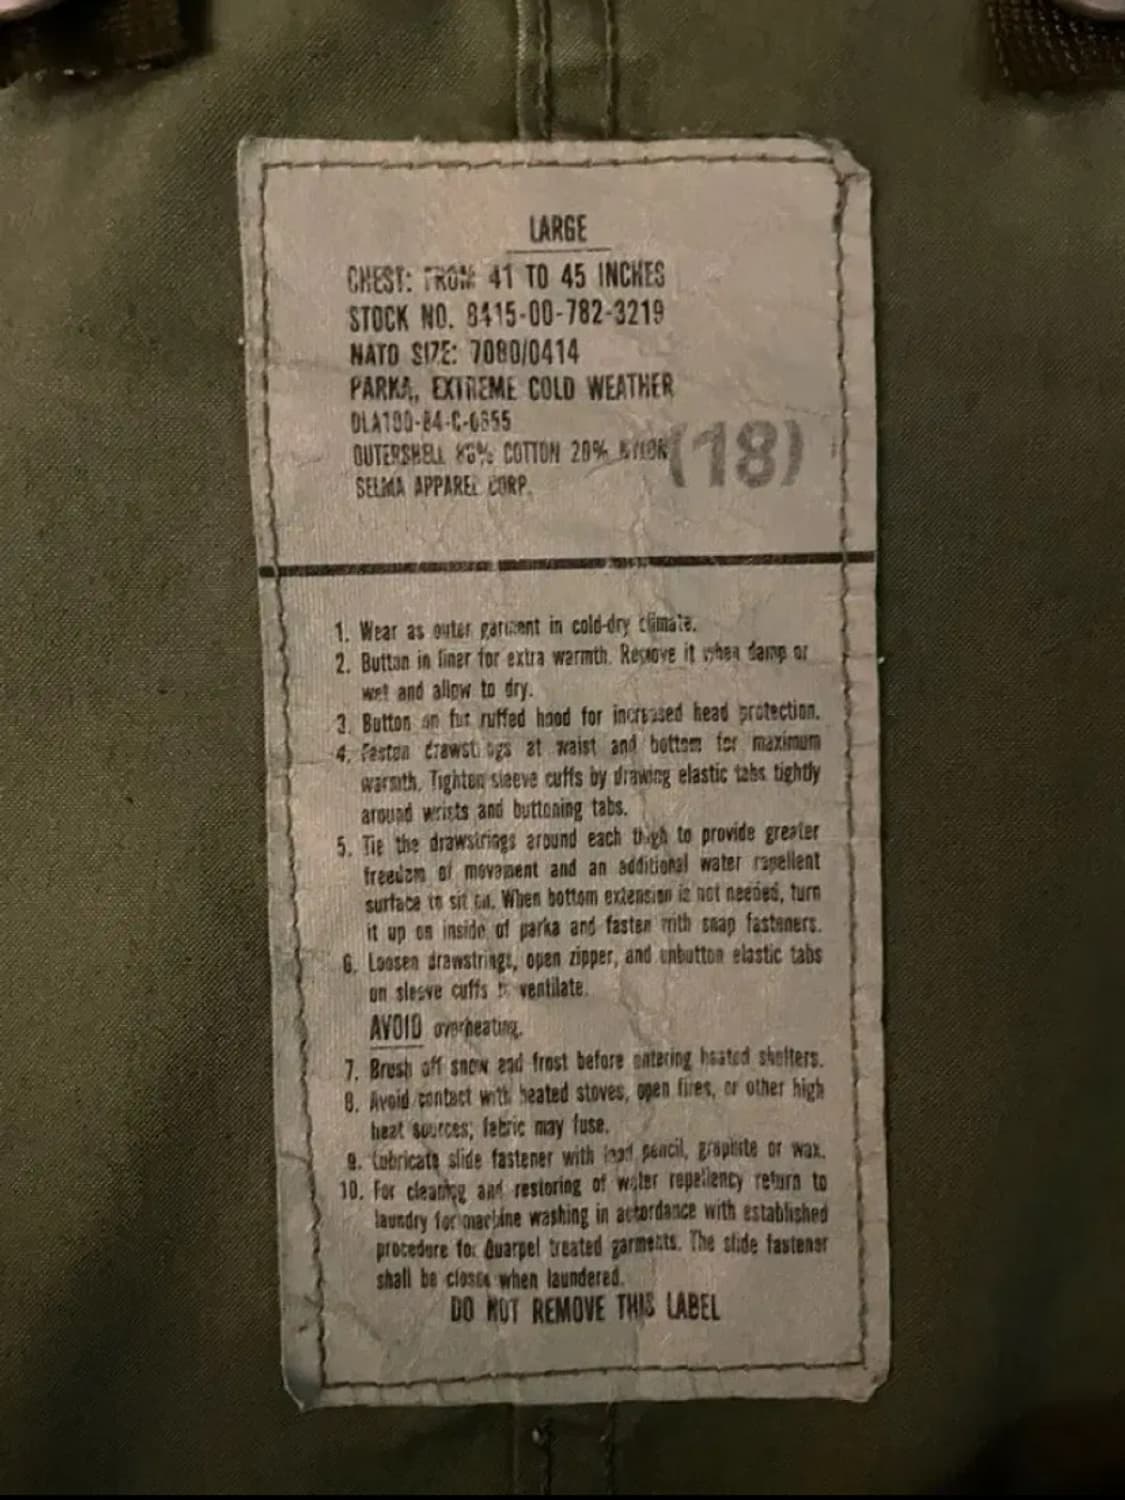 LARGE
CHEST: FROM 41 TO 45 INCHES
STOCK NO. 8415-00-782-3219
NATO SIZE: 7080/0414
PARKA, EXTREME COLD WEATHER
DLA100-84-C-0855
OUTERSHELL COTTON 20% NYLON
(18)
SELMA APPAREL CORP.
1. Wear as outer garment in cold-dry climate.
2. Button in liner for extra warmth. Remove it when damp or
wet and allow to dry.
3. Button on fur ruffed hood for increased head protection.
4. Fasten drawstrings at waist and bottom for maximum
warmth. Tighten sleeve cuffs by drawing elastic tabs tightly
around wrists and buttoning tabs.
5. Tie the drawstrings around each thigh to provide greater
freedom of movement and an additional water repellent
surface to sit on. When bottom extension is not needed, turn
it up on inside of parka and fasten with snap fasteners.
6. Loosen drawstrings, open zipper, and unbutton elastic tabs
on sleeve cuffs to ventilate.
AVOID overheating.
7. Brush off snow and frost before entering heated shelters.
8. Avoid contact with heated stoves, open fires, or other high
heat sources; fabric may fuse.
9. Lubricate slide fastener with lead pencil, graphite or wax.
10. For cleaning and restoring of water repellency return to
laundry for machine washing in accordance with established
procedure for Quarpel treated garments. The slide fastener
shall be closed when laundered.
DO NOT REMOVE THIS LABEL